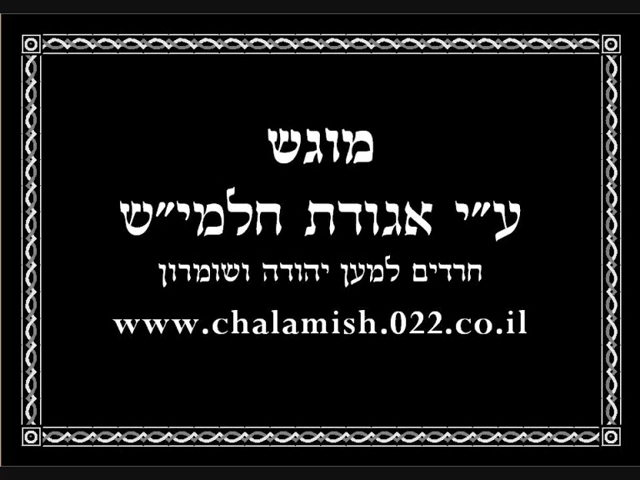 מוגש
ע״י אגודת חלמי״ש
חרדים למען יהודה ושומרון
www.chalamish.022.co.il